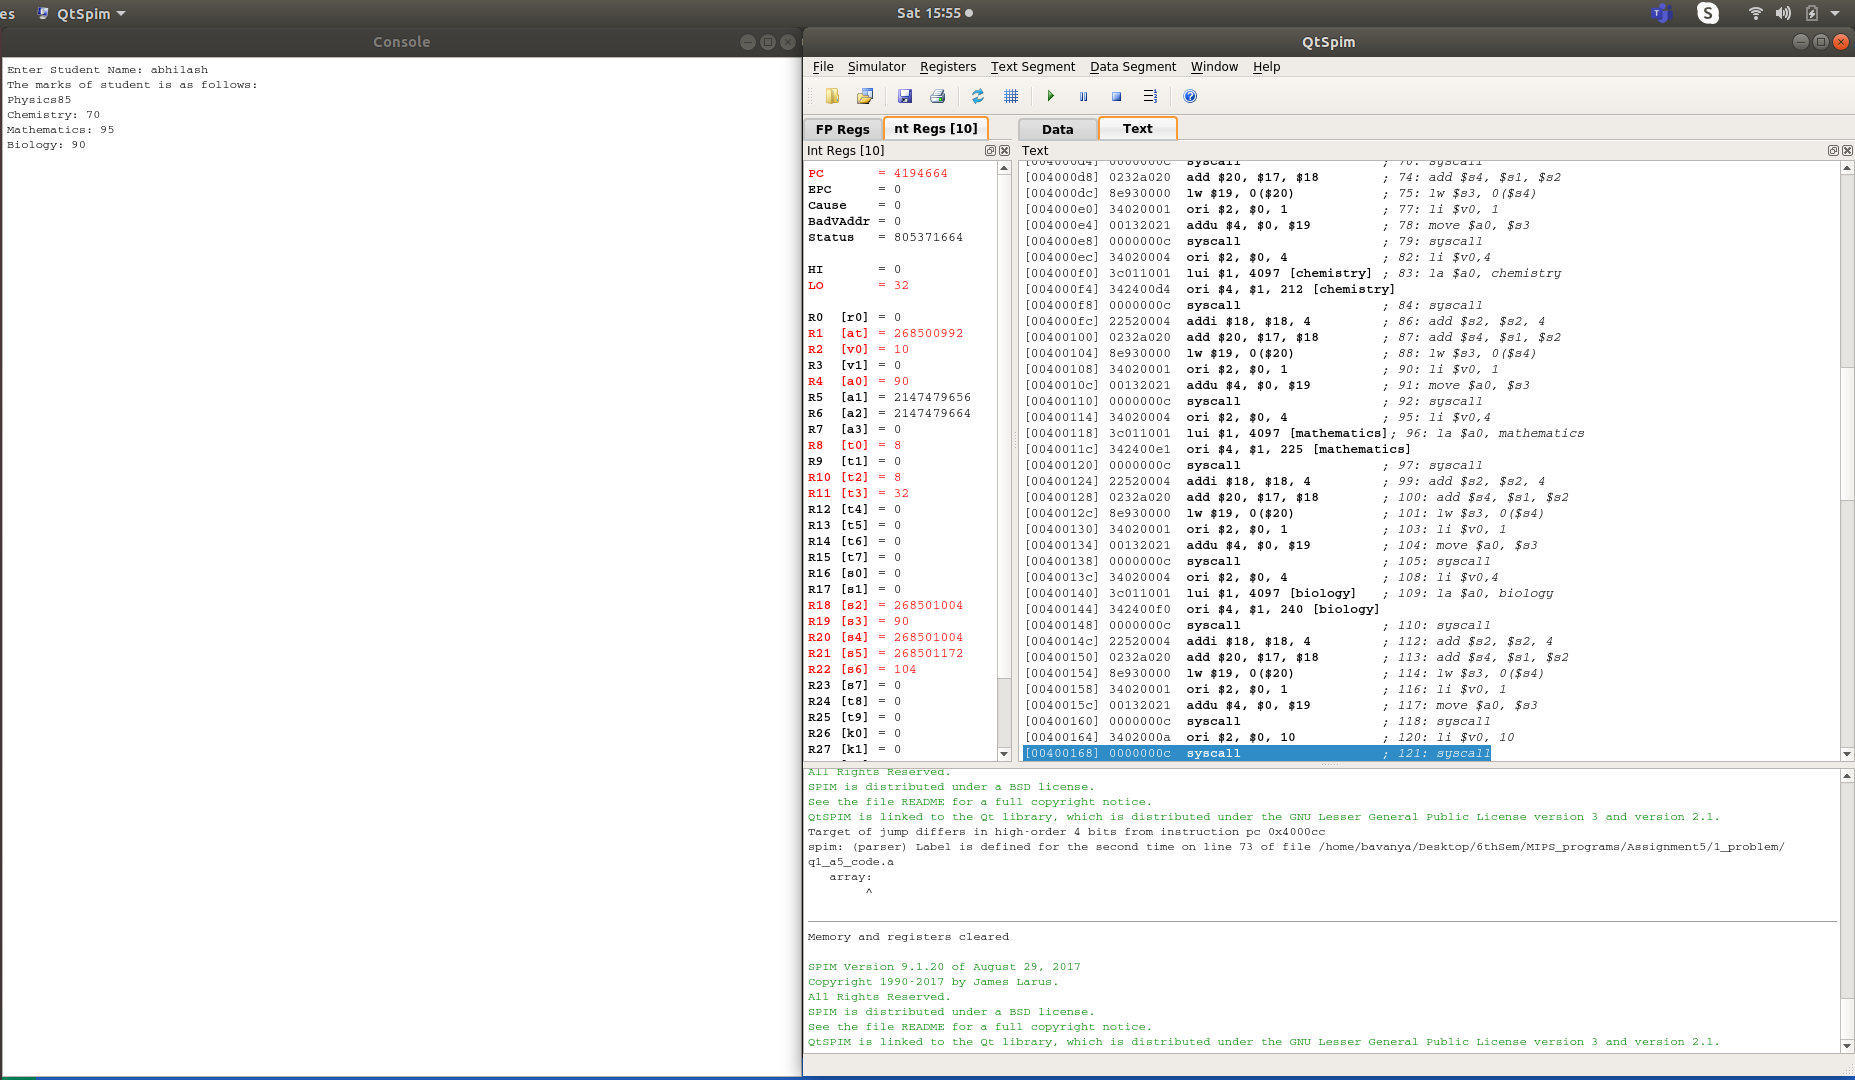 es QtSpim Sat 15:55
Console
Enter Student Name: abhilash
The marks of student is as follows:
Physics85
Chemistry: 70
Mathematics: 95
Biology: 90
QtSpim
File Simulator Registers Text Segment Data Segment Window Help
FP Regs nt Regs [10]
Int Regs [10]
PC = 4194664
EPC = 0
Cause = 0
BadVAddr = 0
Status = 805371664
HI = 0
LO = 32
R0 [r0] = 0
R1 [at] = 268500992
R2 [v0] = 10
R3 [v1] = 0
R4 [a0] = 90
R5 [a1] = 2147479656
R6 [a2] = 2147479664
R7 [a3] = 0
R8 [t0] = 8
R9 [t1] = 0
R10 [t2] = 8
R11 [t3] = 32
R12 [t4] = 0
R13 [t5] = 0
R14 [t6] = 0
R15 [t7] = 0
R16 [s0] = 0
R17 [s1] = 0
R18 [s2] = 268501004
R19 [s3] = 90
R20 [s4] = 268501004
R21 [s5] = 268501172
R22 [s6] = 104
R23 [s7] = 0
R24 [t8] = 0
R25 [t9] = 0
R26 [k0] = 0
R27 [k1] = 0
Data Text
Text
[004000d4] 0000000c syscall ; 70: syscall
[004000d8] 0232a020 add $20, $17, $18 ; 74: add $s4, $s1, $s2
[004000dc] 8e930000 lw $19, 0($20) ; 75: lw $s3, 0($s4)
[004000e0] 34020001 ori $2, $0, 1 ; 77: li $v0, 1
[004000e4] 00132021 addu $4, $0, $19 ; 78: move $a0, $s3
[004000e8] 0000000c syscall ; 79: syscall
[004000ec] 34020004 ori $2, $0, 4 ; 82: li $v0,4
[004000f0] 3c011001 lui $1, 4097 [chemistry] ; 83: la $a0, chemistry
[004000f4] 342400d4 ori $4, $1, 212 [chemistry]
[004000f8] 0000000c syscall ; 84: syscall
[004000fc] 22520004 addi $18, $18, 4 ; 86: add $s2, $s2, 4
[00400100] 0232a020 add $20, $17, $18 ; 87: add $s4, $s1, $s2
[00400104] 8e930000 lw $19, 0($20) ; 88: lw $s3, 0($s4)
[00400108] 34020001 ori $2, $0, 1 ; 90: li $v0, 1
[0040010c] 00132021 addu $4, $0, $19 ; 91: move $a0, $s3
[00400110] 0000000c syscall ; 92: syscall
[00400114] 34020004 ori $2, $0, 4 ; 95: li $v0,4
[00400118] 3c011001 lui $1, 4097 [mathematics]; 96: la $a0, mathematics
[0040011c] 342400e1 ori $4, $1, 225 [mathematics]
[00400120] 0000000c syscall ; 97: syscall
[00400124] 22520004 addi $18, $18, 4 ; 99: add $s2, $s2, 4
[00400128] 0232a020 add $20, $17, $18 ; 100: add $s4, $s1, $s2
[0040012c] 8e930000 lw $19, 0($20) ; 101: lw $s3, 0($s4)
[00400130] 34020001 ori $2, $0, 1 ; 103: li $v0, 1
[00400134] 00132021 addu $4, $0, $19 ; 104: move $a0, $s3
[00400138] 0000000c syscall ; 105: syscall
[0040013c] 34020004 ori $2, $0, 4 ; 108: li $v0,4
[00400140] 3c011001 lui $1, 4097 [biology] ; 109: la $a0, biology
[00400144] 342400f0 ori $4, $1, 240 [biology]
[00400148] 0000000c syscall ; 110: syscall
[0040014c] 22520004 addi $18, $18, 4 ; 112: add $s2, $s2, 4
[00400150] 0232a020 add $20, $17, $18 ; 113: add $s4, $s1, $s2
[00400154] 8e930000 lw $19, 0($20) ; 114: lw $s3, 0($s4)
[00400158] 34020001 ori $2, $0, 1 ; 116: li $v0, 1
[0040015c] 00132021 addu $4, $0, $19 ; 117: move $a0, $s3
[00400160] 0000000c syscall ; 118: syscall
[00400164] 3402000a ori $2, $0, 10 ; 120: li $v0, 10
[00400168] 0000000c syscall ; 121: syscall
All Rights Reserved.
SPIM is distributed under a BSD license.
See the file README for a full copyright notice.
QtSPIM is linked to the Qt library, which is distributed under the GNU Lesser General Public License version 3 and version 2.1.
Target of jump differs in high-order 4 bits from instruction pc 0x4000cc
spim: (parser) Label is defined for the second time on line 73 of file /home/bavanya/Desktop/6thSem/MIPS_programs/Assignment5/1_problem/
q1_a5_code.a
array:
^
Memory and registers cleared
SPIM Version 9.1.20 of August 29, 2017
Copyright 1990-2017 by James Larus.
All Rights Reserved.
SPIM is distributed under a BSD license.
See the file README for a full copyright notice.
QtSPIM is linked to the Qt library, which is distributed under the GNU Lesser General Public License version 3 and version 2.1.